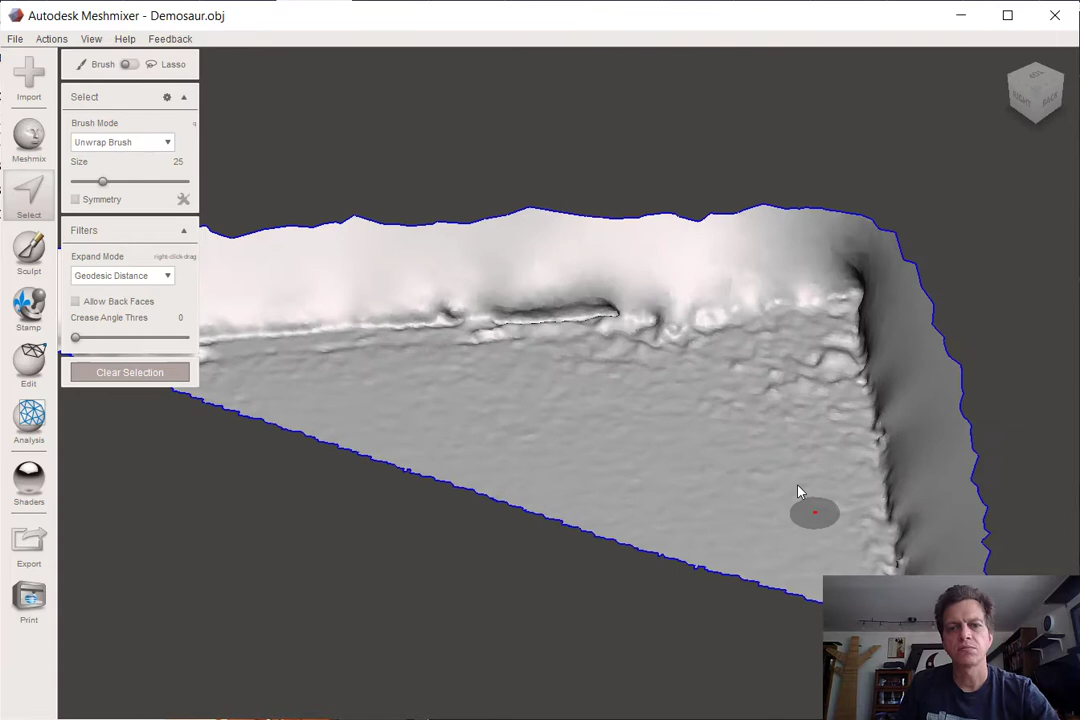 Autodesk Meshmixer - Demosaur.obj
File Actions View Help Feedback
Import
Meshmix
Select
Sculpt
Stamp
Edit
Analysis
Shaders
Export
Print
Brush Lasso
Select
Brush Mode q
Unwrap Brush
Size 25
Symmetry
Filters
Expand Mode right-click drag
Geodesic Distance
Allow Back Faces
Crease Angle Thres 0
Clear Selection
RIGHT BACK